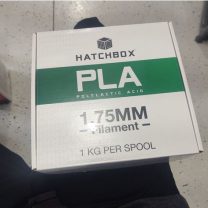 HATCHBOX
PLA
POLYLACTIC ACID
1.75MM
Filament
1 KG PER SPOOL